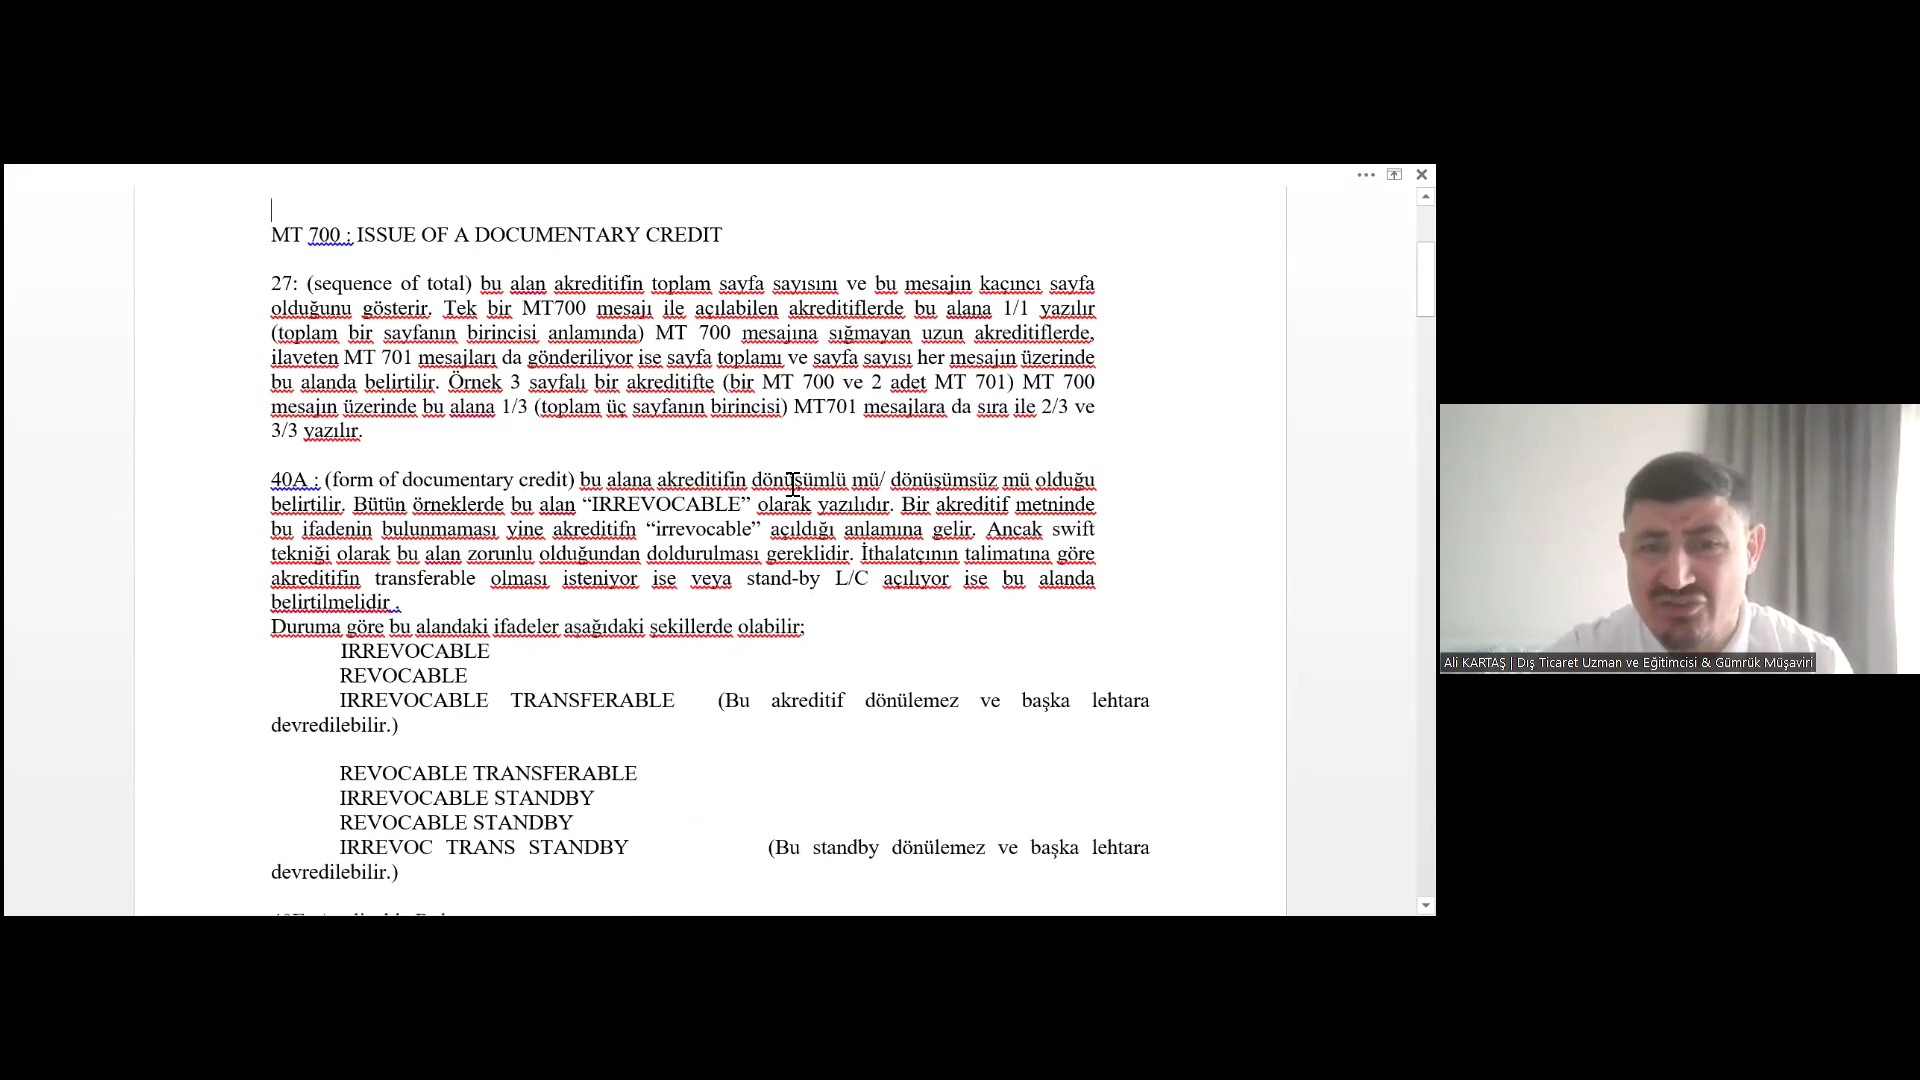 MT 700 : ISSUE OF A DOCUMENTARY CREDIT
27: (sequence of total) bu alan akreditifin toplam sayfa sayısını ve bu mesajın kaçıncı sayfa
olduğunu gösterir. Tek bir MT700 mesajı ile açılabilen akreditiflerde bu alana 1/1 yazılır
(toplam bir sayfanın birincisi anlamında) MT 700 mesajına sığmayan uzun akreditiflerde,
ilaveten MT 701 mesajları da gönderiliyor ise sayfa toplamı ve sayfa sayısı her mesajın üzerinde
bu alanda belirtilir. Örnek 3 sayfalı bir akreditifte (bir MT 700 ve 2 adet MT 701) MT 700
mesajın üzerinde bu alana 1/3 (toplam üç sayfanın birincisi) MT701 mesajlara da sıra ile 2/3 ve
3/3 yazılır.
40A : (form of documentary credit) bu alana akreditifin dönüşümlü mü/ dönüşümsüz mü olduğu
belirtilir. Bütün örneklerde bu alan “IRREVOCABLE” olarak yazılıdır. Bir akreditif metninde
bu ifadenin bulunmaması yine akreditifn “irrevocable” açıldığı anlamına gelir. Ancak swift
tekniği olarak bu alan zorunlu olduğundan doldurulması gereklidir. İthalatçının talimatına göre
akreditifin transferable olması isteniyor ise veya stand-by L/C açılıyor ise bu alanda
belirtilmelidir .
Duruma göre bu alandaki ifadeler aşağıdaki şekillerde olabilir;
IRREVOCABLE
REVOCABLE
IRREVOCABLE TRANSFERABLE (Bu akreditif dönülemez ve başka lehtara
devredilebilir.)
REVOCABLE TRANSFERABLE
IRREVOCABLE STANDBY
REVOCABLE STANDBY
IRREVOC TRANS STANDBY (Bu standby dönülemez ve başka lehtara
devredilebilir.)
Ali KARTAŞ | Dış Ticaret Uzman ve Eğitimcisi & Gümrük Müşaviri